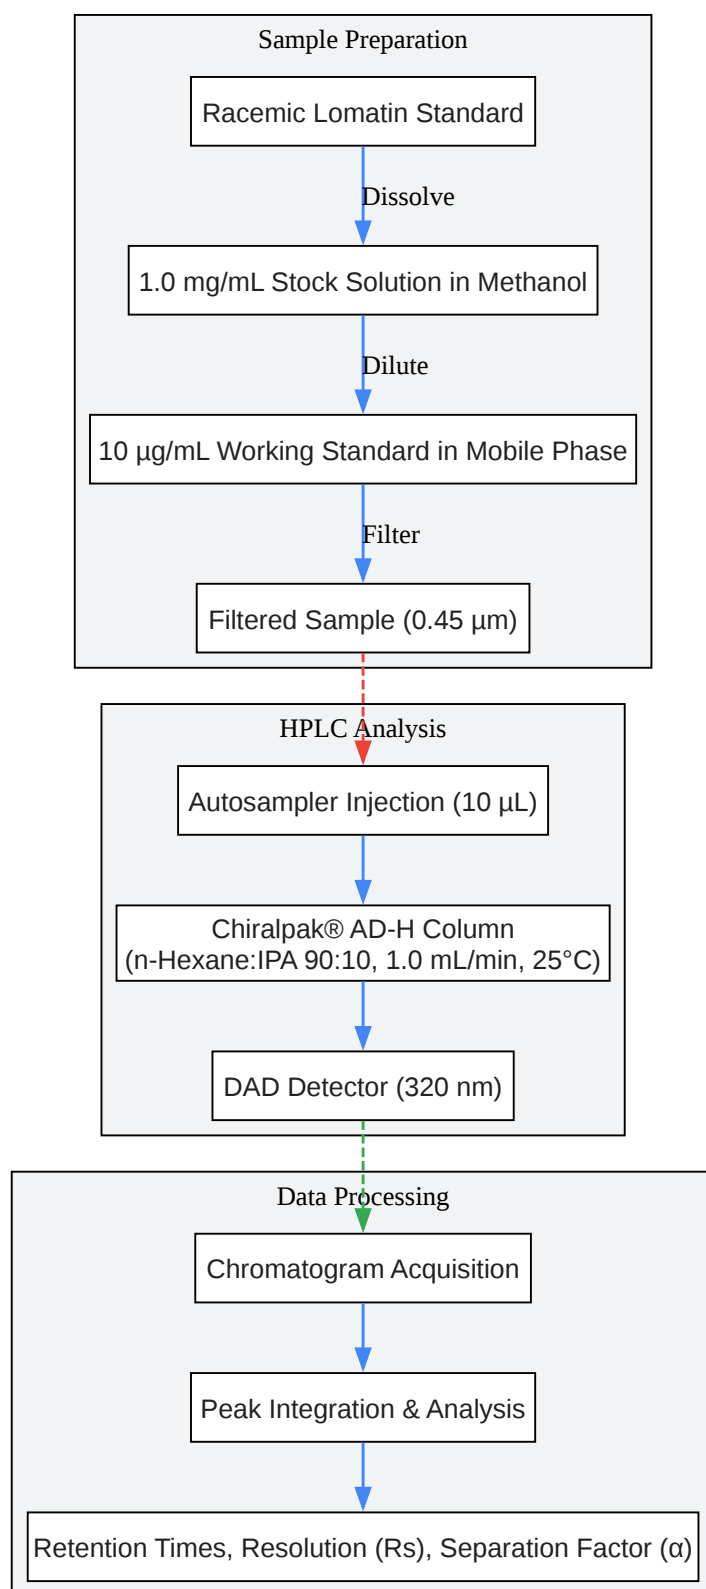 Sample Preparation
Racemic Lomatin Standard
Dissolve
1.0 mg/mL Stock Solution in Methanol
Dilute
10 µg/mL Working Standard in Mobile Phase
Filter
Filtered Sample (0.45 µm)
HPLC Analysis
Autosampler Injection (10 µL)
Chiralpak® AD-H Column
(n-Hexane:IPA 90:10, 1.0 mL/min, 25°C)
DAD Detector (320 nm)
Data Processing
Chromatogram Acquisition
Peak Integration & Analysis
Retention Times, Resolution (Rs), Separation Factor (α)